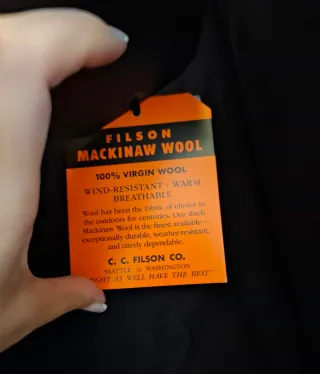 FILSON
MACKINAW WOOL
100% VIRGIN WOOL
WIND-RESISTANT · WARM
BREATHABLE
Wool has been the fabric of choice in
the outdoors for centuries. Our thick
Mackinaw Wool is the finest available –
exceptionally durable, weather-resistant,
and utterly dependable.
C. C. FILSON CO.
SEATTLE WASHINGTON
AS WELL HAVE THE BEST"